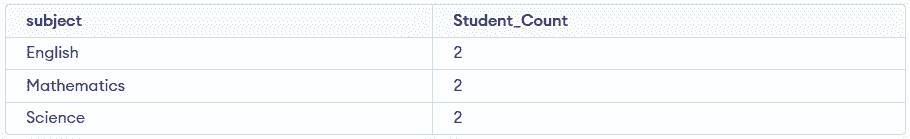 subject Student_Count
English 2
Mathematics 2
Science 2